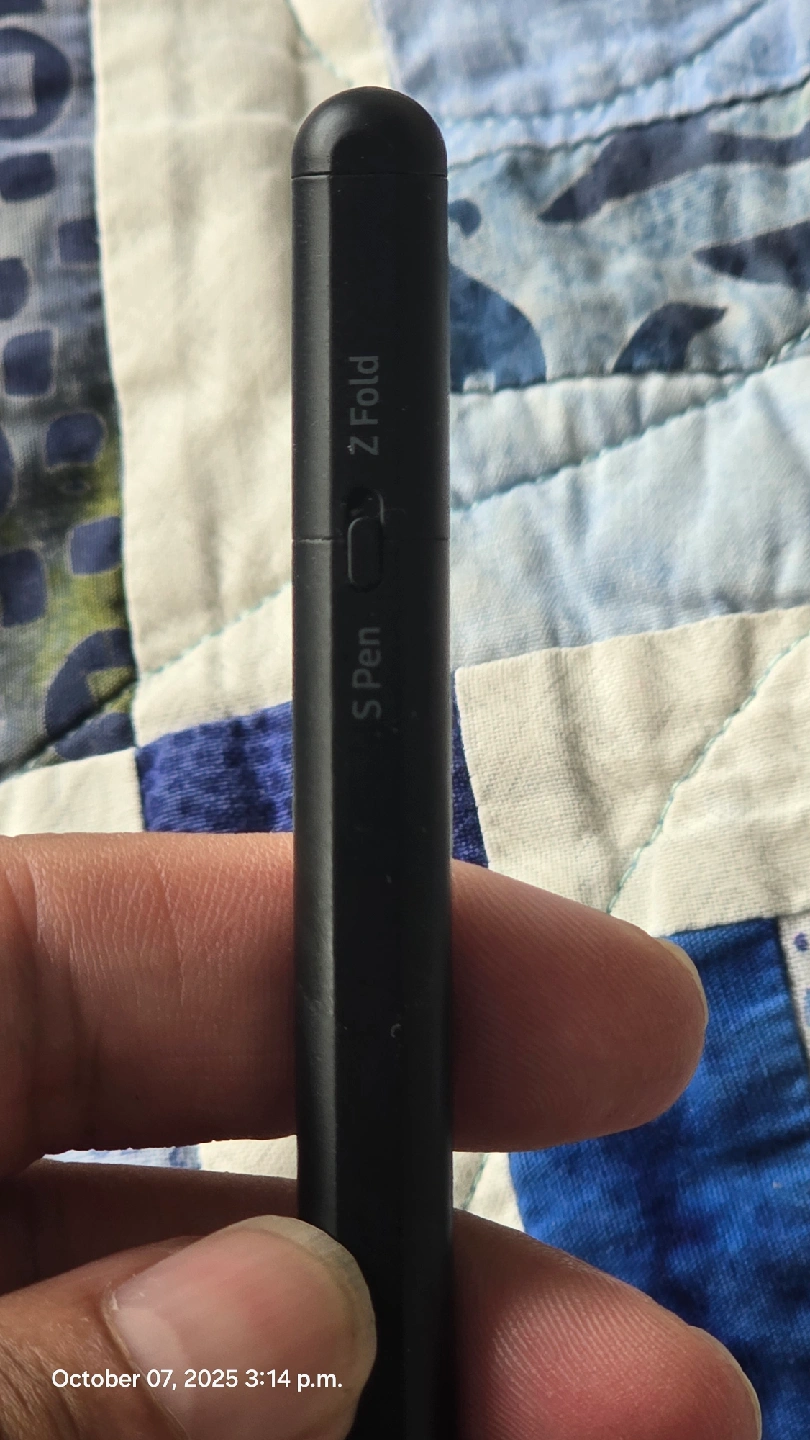 Z Fold
S Pen
October 07, 2025 3:14 p.m.